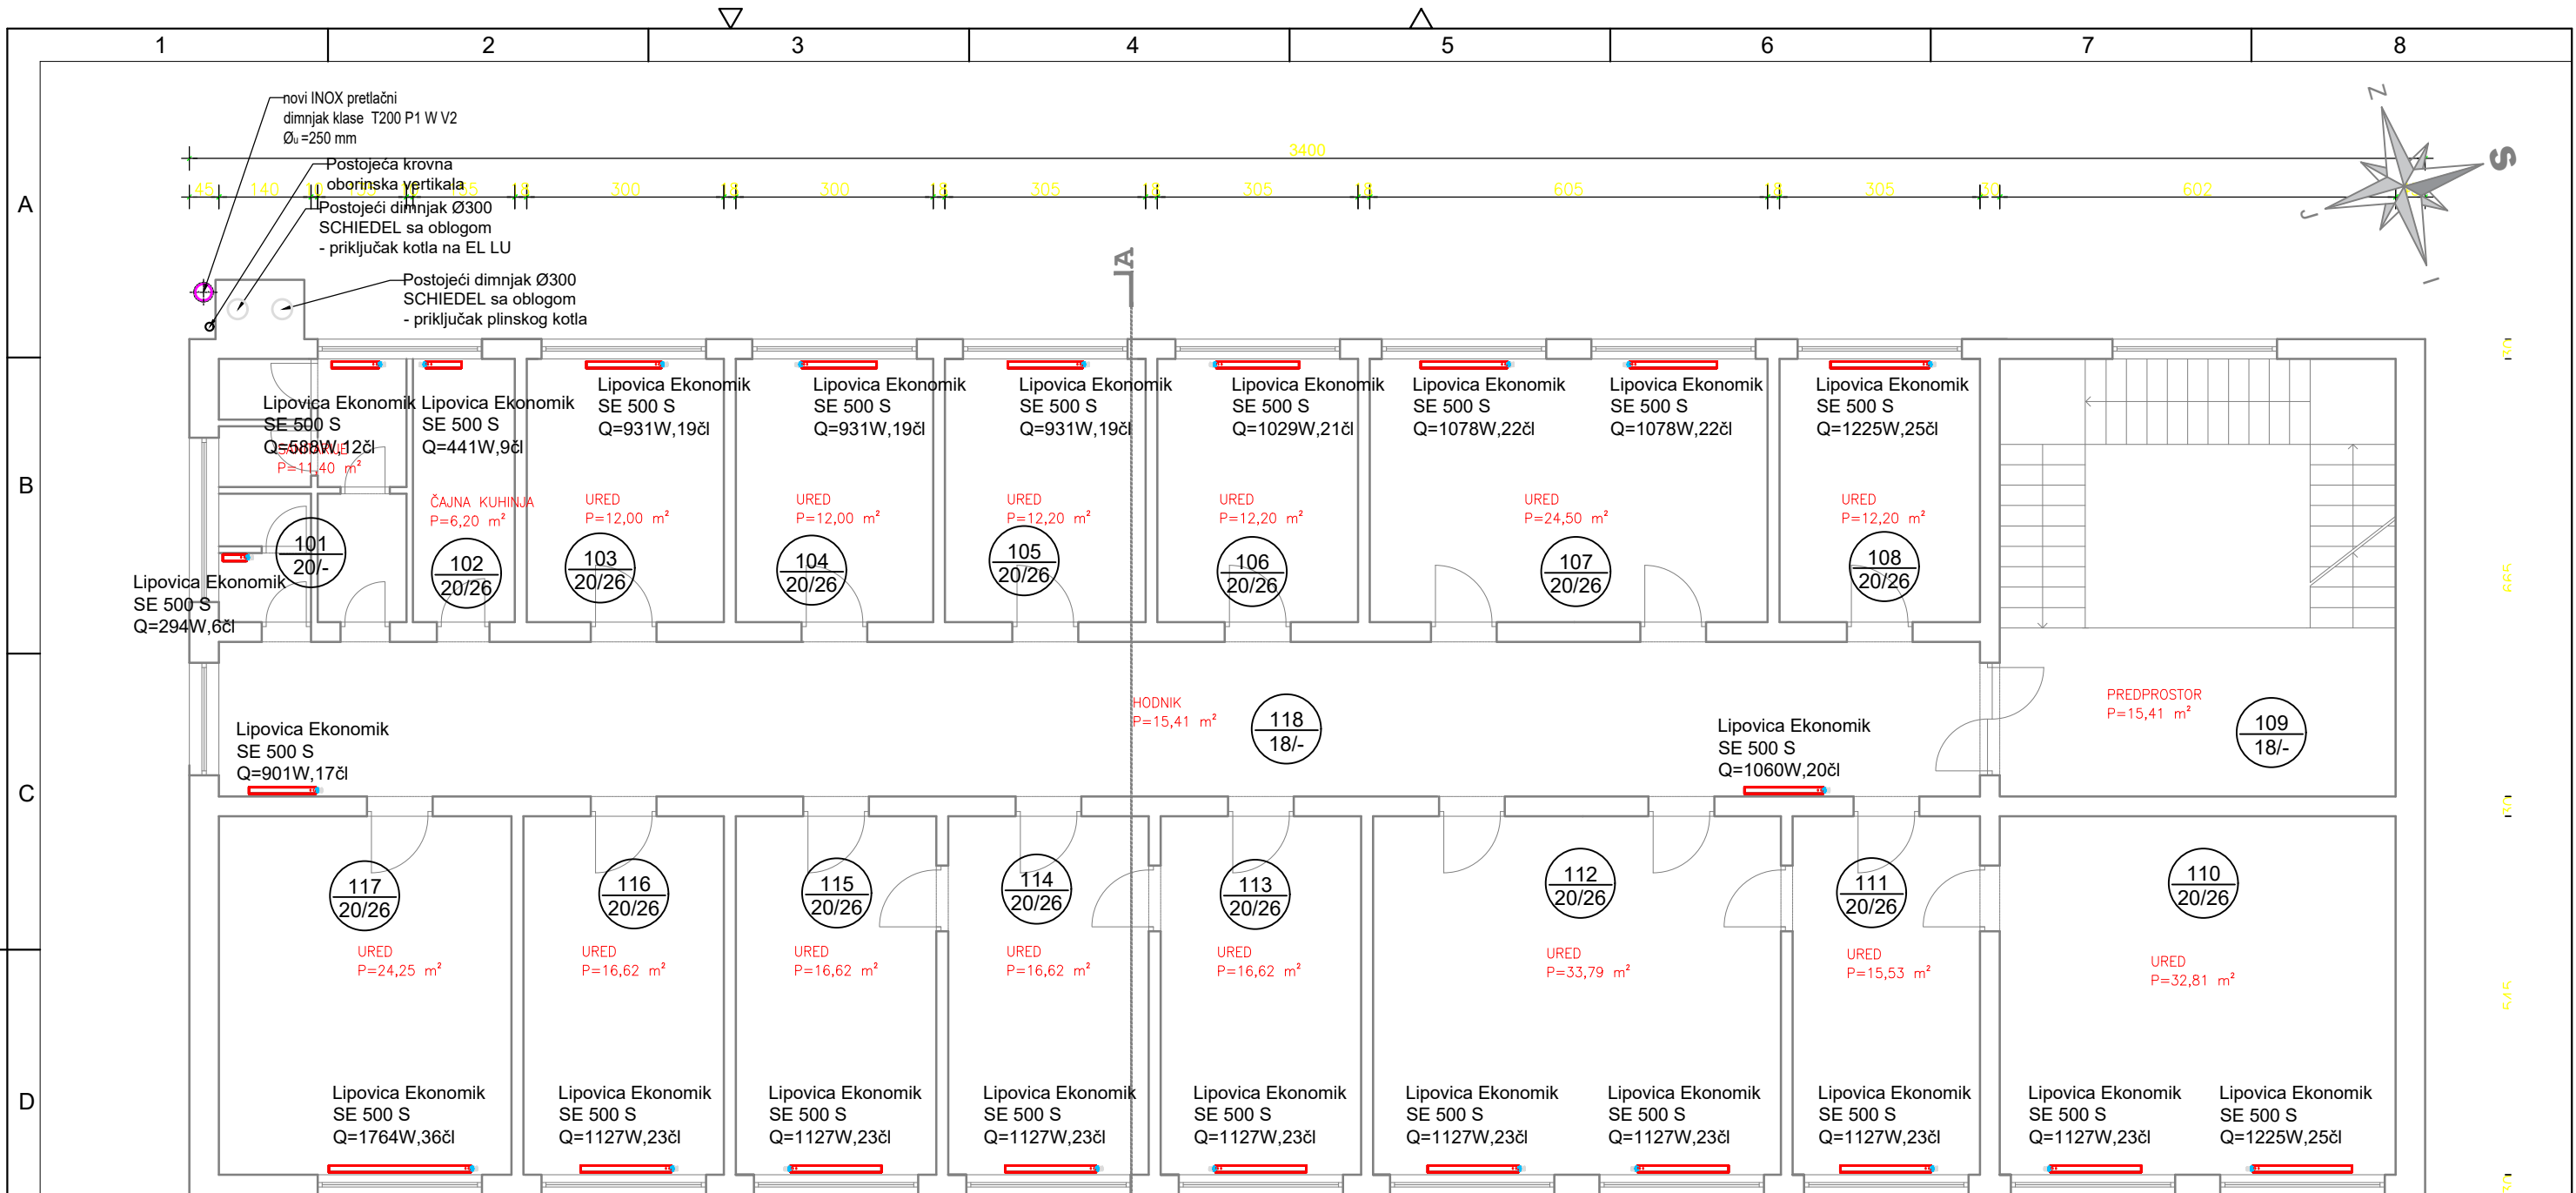 1 2 3 4 5 6 7 8
A
B
C
D
novi INOX pretlačni
dimnjak klase T200 P1 W V2
Øu =250 mm
Postojeća krovna
oborinska vertikala
Postojeći dimnjak Ø300
SCHIEDEL sa oblogom
- priključak kotla na EL LU
Postojeći dimnjak Ø300
SCHIEDEL sa oblogom
- priključak plinskog kotla
3400
45 140 10 18 300 18 300 18 305 18 305 18 605 18 305 30 602
Z
S
J
I
A
Lipovica Ekonomik
SE 500 S
Q=588W,12čl
P=11,40 m²
101
20/-
Lipovica Ekonomik
SE 500 S
Q=294W,6čl
Lipovica Ekonomik
SE 500 S
Q=441W,9čl
ČAJNA KUHINJA
P=6,20 m²
102
20/26
Lipovica Ekonomik
SE 500 S
Q=931W,19čl
URED
P=12,00 m²
103
20/26
Lipovica Ekonomik
SE 500 S
Q=931W,19čl
URED
P=12,00 m²
104
20/26
Lipovica Ekonomik
SE 500 S
Q=931W,19čl
URED
P=12,20 m²
105
20/26
Lipovica Ekonomik
SE 500 S
Q=1029W,21čl
URED
P=12,20 m²
106
20/26
Lipovica Ekonomik
SE 500 S
Q=1078W,22čl
Lipovica Ekonomik
SE 500 S
Q=1078W,22čl
URED
P=24,50 m²
107
20/26
Lipovica Ekonomik
SE 500 S
Q=1225W,25čl
URED
P=12,20 m²
108
20/26
Lipovica Ekonomik
SE 500 S
Q=901W,17čl
HODNIK
P=15,41 m²
118
18/-
Lipovica Ekonomik
SE 500 S
Q=1060W,20čl
PREDPROSTOR
P=15,41 m²
109
18/-
117
20/26
URED
P=24,25 m²
Lipovica Ekonomik
SE 500 S
Q=1764W,36čl
116
20/26
URED
P=16,62 m²
Lipovica Ekonomik
SE 500 S
Q=1127W,23čl
115
20/26
URED
P=16,62 m²
Lipovica Ekonomik
SE 500 S
Q=1127W,23čl
114
20/26
URED
P=16,62 m²
Lipovica Ekonomik
SE 500 S
Q=1127W,23čl
113
20/26
URED
P=16,62 m²
Lipovica Ekonomik
SE 500 S
Q=1127W,23čl
112
20/26
URED
P=33,79 m²
Lipovica Ekonomik
SE 500 S
Q=1127W,23čl
Lipovica Ekonomik
SE 500 S
Q=1127W,23čl
111
20/26
URED
P=15,53 m²
Lipovica Ekonomik
SE 500 S
Q=1127W,23čl
110
20/26
URED
P=32,81 m²
Lipovica Ekonomik
SE 500 S
Q=1127W,23čl
Lipovica Ekonomik
SE 500 S
Q=1225W,25čl